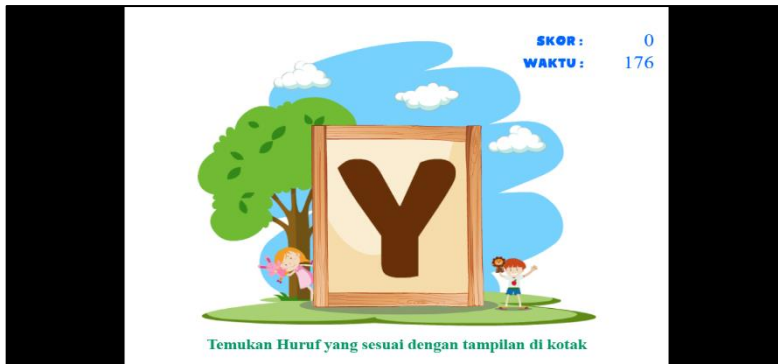 SKOR : 0
WAKTU : 176
Y
Temukan Huruf yang sesuai dengan tampilan di kotak